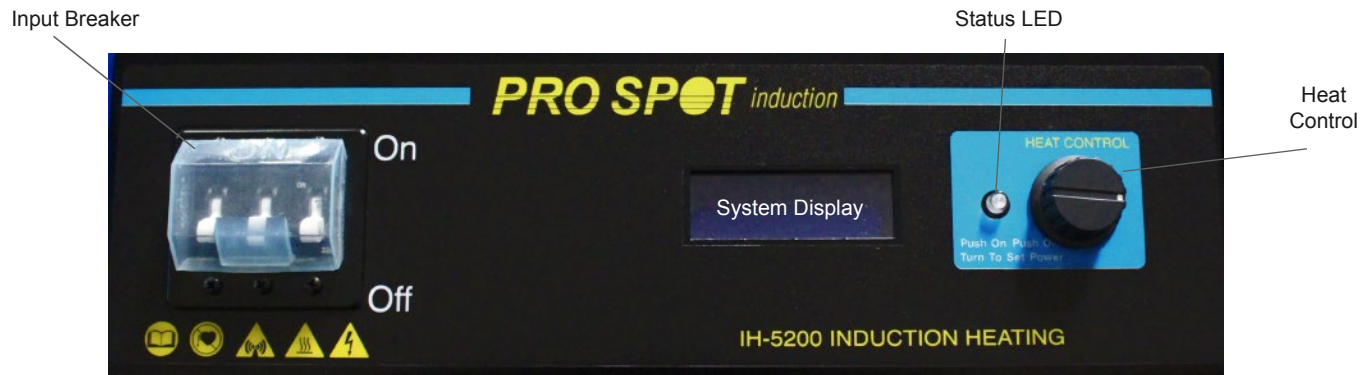 Input Breaker
Status LED
Heat
Control
PRO SPOT induction
On
HEAT CONTROL
ON
System Display
Push On Push
Turn To Set Power
Off
IH-5200 INDUCTION HEATING